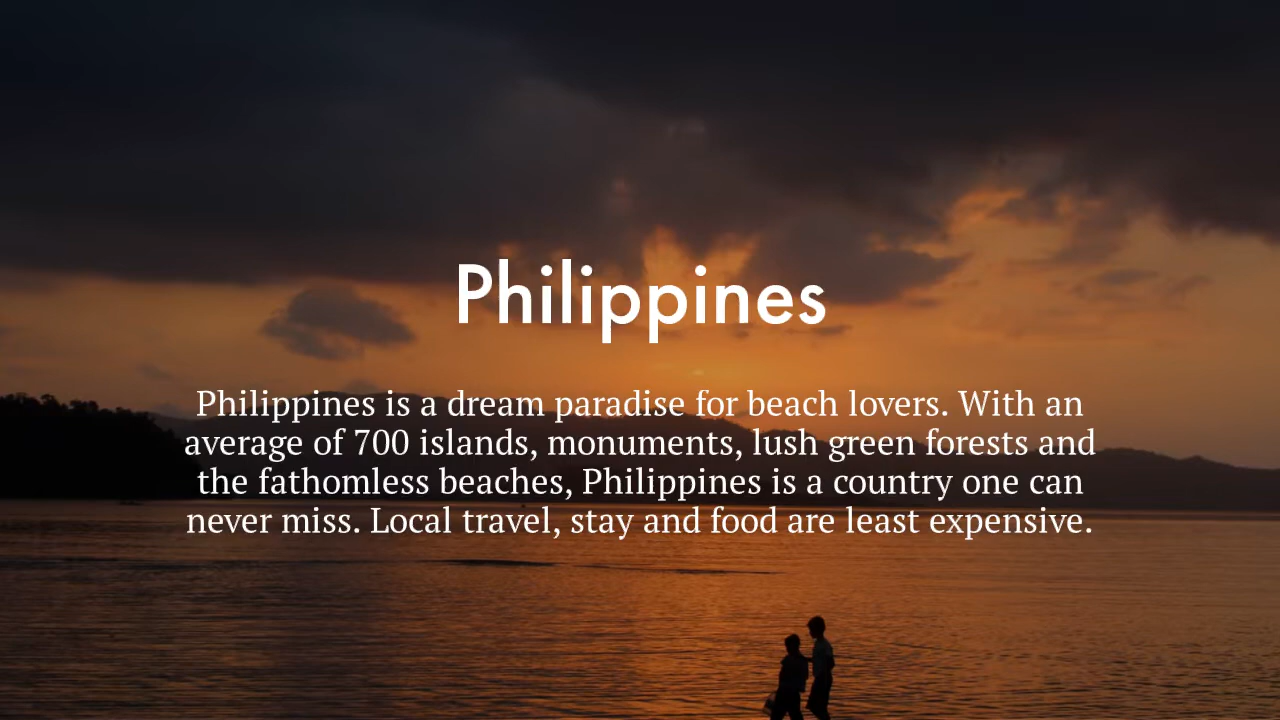 Philippines
Philippines is a dream paradise for beach lovers. With an
average of 700 islands, monuments, lush green forests and
the fathomless beaches, Philippines is a country one can
never miss. Local travel, stay and food are least expensive.